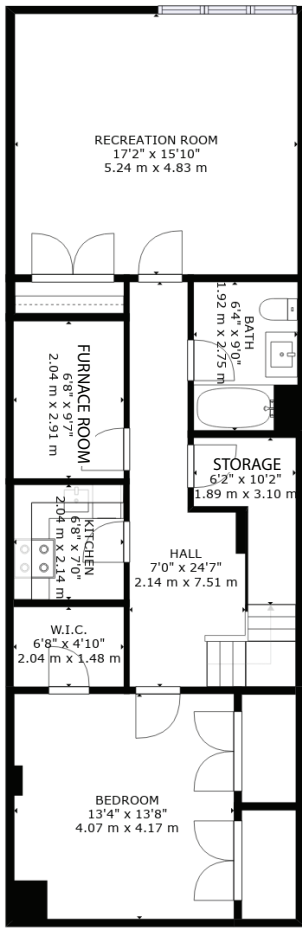 RECREATION ROOM
17'2" x 15'10"
5.24 m x 4.83 m
BATH
6'4" x 9'0"
1.92 m x 2.75 m
FURNACE ROOM
6'8" x 9'7"
2.04 m x 2.91 m
STORAGE
6'2" x 10'2"
1.89 m x 3.10 m
KITCHEN
6'8" x 7'0"
2.04 m x 2.14 m
HALL
7'0" x 24'7"
2.14 m x 7.51 m
W.I.C.
6'8" x 4'10"
2.04 m x 1.48 m
BEDROOM
13'4" x 13'8"
4.07 m x 4.17 m